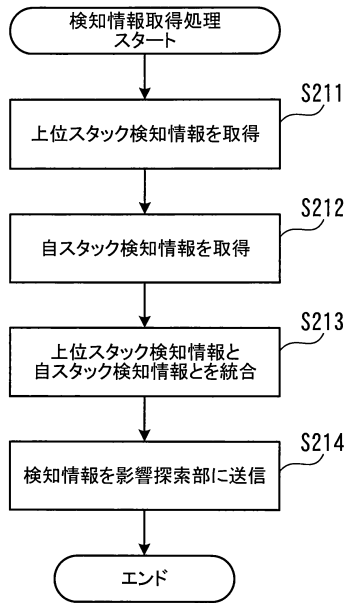 検知情報取得処理
スタート
S211
上位スタック検知情報を取得
S212
自スタック検知情報を取得
S213
上位スタック検知情報と
自スタック検知情報とを統合
S214
検知情報を影響探索部に送信
エンド